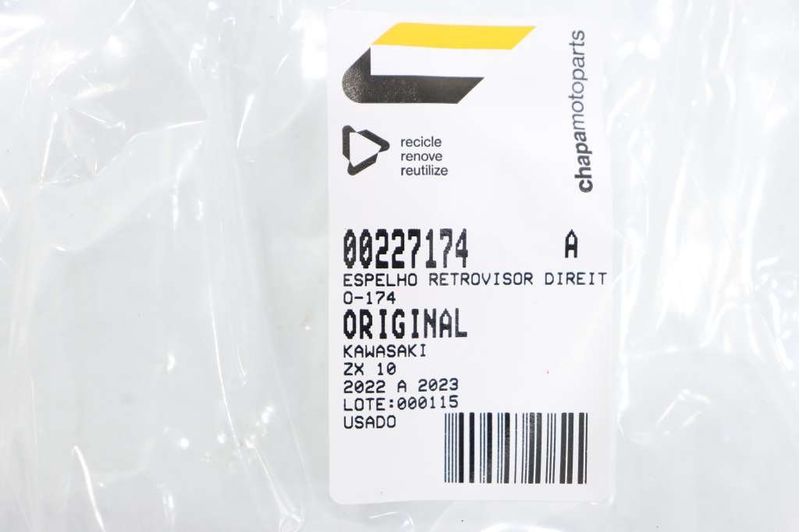 chapamotoparts
recicle
renove
reutilize
00227174 A
ESPELHO RETROVISOR DIREIT
O-174
ORIGINAL
KAWASAKI
ZX 10
2022 A 2023
LOTE:000115
USADO